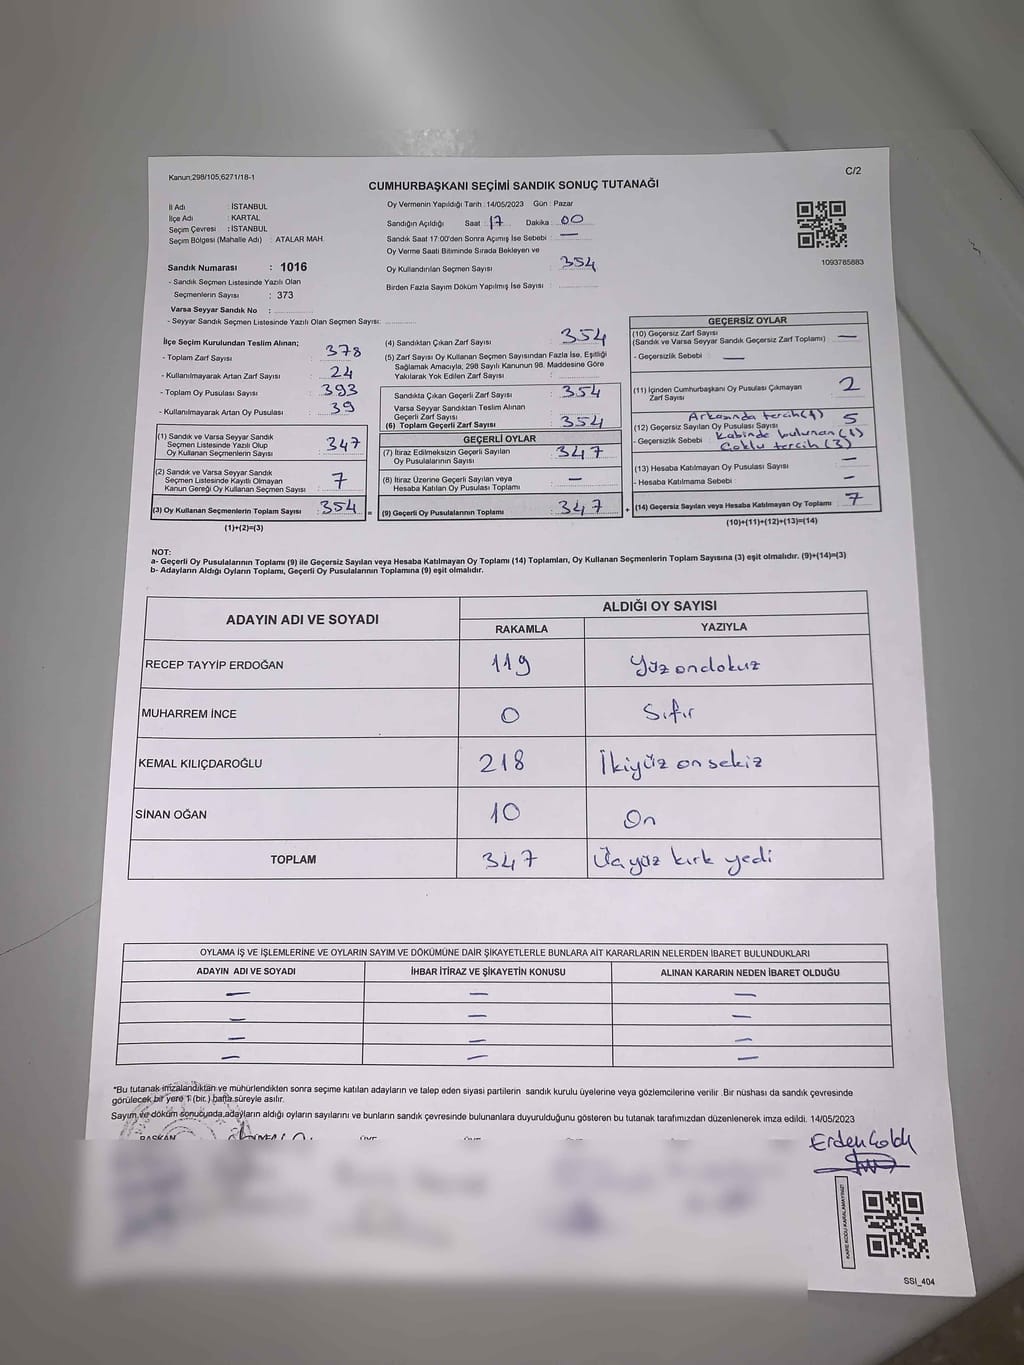 Kanun:298/105,6271/18-1
C/2
CUMHURBAŞKANI SEÇİMİ SANDIK SONUÇ TUTANAĞI
İl Adı : İSTANBUL
İlçe Adı : KARTAL
Seçim Çevresi : İSTANBUL
Seçim Bölgesi (Mahalle Adı) : ATALAR MAH.
Sandık Numarası : 1016
- Sandık Seçmen Listesinde Yazılı Olan
Seçmenlerin Sayısı : 373
Varsa Seyyar Sandık No :
- Seyyar Sandık Seçmen Listesinde Yazılı Olan Seçmen Sayısı:
Oy Vermenin Yapıldığı Tarih : 14/05/2023 Gün : Pazar
Sandığın Açıldığı Saat : 17 Dakika : 00
Sandık Saat 17:00'den Sonra Açımış İse Sebebi : —
Oy Verme Saati Bitiminde Sırada Bekleyen ve
Oy Kullandırılan Seçmen Sayısı : 354
Birden Fazla Sayım Döküm Yapılmış İse Sayısı :
1093785883
İlçe Seçim Kurulundan Teslim Alınan;
- Toplam Zarf Sayısı : 378
- Kullanılmayarak Artan Zarf Sayısı : 24
- Toplam Oy Pusulası Sayısı : 393
- Kullanılmayarak Artan Oy Pusulası : 39
(1) Sandık ve Varsa Seyyar Sandık
Seçmen Listesinde Yazılı Olup
Oy Kullanan Seçmenlerin Sayısı : 347
(2) Sandık ve Varsa Seyyar Sandık
Seçmen Listesinde Kayıtlı Olmayan
Kanun Gereği Oy Kullanan Seçmen Sayısı : 7
(3) Oy Kullanan Seçmenlerin Toplam Sayısı : 354 =
(1)+(2)=(3)
(4) Sandıktan Çıkan Zarf Sayısı : 354
(5) Zarf Sayısı Oy Kullanan Seçmen Sayısından Fazla İse, Eşitliği
Sağlamak Amacıyla, 298 Sayılı Kanunun 98. Maddesine Göre
Yakılarak Yok Edilen Zarf Sayısı :
Sandıkta Çıkan Geçerli Zarf Sayısı : 354
Varsa Seyyar Sandıktan Teslim Alınan
Geçerli Zarf Sayısı :
(6) Toplam Geçerli Zarf Sayısı : 354
GEÇERLİ OYLAR
(7) İtiraz Edilmeksizin Geçerli Sayılan
Oy Pusulalarının Sayısı : 347
(8) İtiraz Üzerine Geçerli Sayılan veya
Hesaba Katılan Oy Pusulası Toplamı : —
(9) Geçerli Oy Pusulalarının Toplamı : 347 +
GEÇERSİZ OYLAR
(10) Geçersiz Zarf Sayısı
(Sandık ve Varsa Seyyar Sandık Geçersiz Zarf Toplamı) : —
- Geçersizlik Sebebi : —
(11) İçinden Cumhurbaşkanı Oy Pusulası Çıkmayan
Zarf Sayısı : 2
Arkasında tercih(1)
(12) Geçersiz Sayılan Oy Pusulası Sayısı : 5
- Geçersizlik Sebebi : Kabinde bulunan(1)
Çoklu tercih (3)
(13) Hesaba Katılmayan Oy Pusulası Sayısı : —
- Hesaba Katılmama Sebebi : —
(14) Geçersiz Sayılan veya Hesaba Katılmayan Oy Toplamı : 7
(10)+(11)+(12)+(13)=(14)
NOT:
a- Geçerli Oy Pusulalarının Toplamı (9) ile Geçersiz Sayılan veya Hesaba Katılmayan Oy Toplamı (14) Toplamları, Oy Kullanan Seçmenlerin Toplam Sayısına (3) eşit olmalıdır. (9)+(14)=(3)
b- Adayların Aldığı Oyların Toplamı, Geçerli Oy Pusulalarının Toplamına (9) eşit olmalıdır.
ADAYIN ADI VE SOYADI
ALDIĞI OY SAYISI
RAKAMLA YAZIYLA
RECEP TAYYİP ERDOĞAN 119 Yüz ondokuz
MUHARREM İNCE 0 Sıfır
KEMAL KILIÇDAROĞLU 218 İkiyüz onsekiz
SİNAN OĞAN 10 On
TOPLAM 347 Üçyüz kırk yedi
OYLAMA İŞ VE İŞLEMLERİNE VE OYLARIN SAYIM VE DÖKÜMÜNE DAİR ŞİKAYETLERLE BUNLARA AİT KARARLARIN NELERDEN İBARET BULUNDUKLARI
ADAYIN ADI VE SOYADI İHBAR İTİRAZ VE ŞİKAYETİN KONUSU ALINAN KARARIN NEDEN İBARET OLDUĞU
— — —
— — —
— — —
— — —
"Bu tutanak imzalandıktan ve mühürlendikten sonra seçime katılan adayların ve talep eden siyasi partilerin sandık kurulu üyelerine veya gözlemcilerine verilir .Bir nüshası da sandık çevresinde
görülecek bir yere 1 (bir.) hafta süreyle asılır.
Sayım ve döküm sonucunda,adayların aldığı oyların sayılarını ve bunların sandık çevresinde bulunanlara duyurulduğunu gösteren bu tutanak tarafımızdan düzenlenerek imza edildi. 14/05/2023
BAŞKAN
KARE KODU KARALAMAYINIZ!
SSI_404